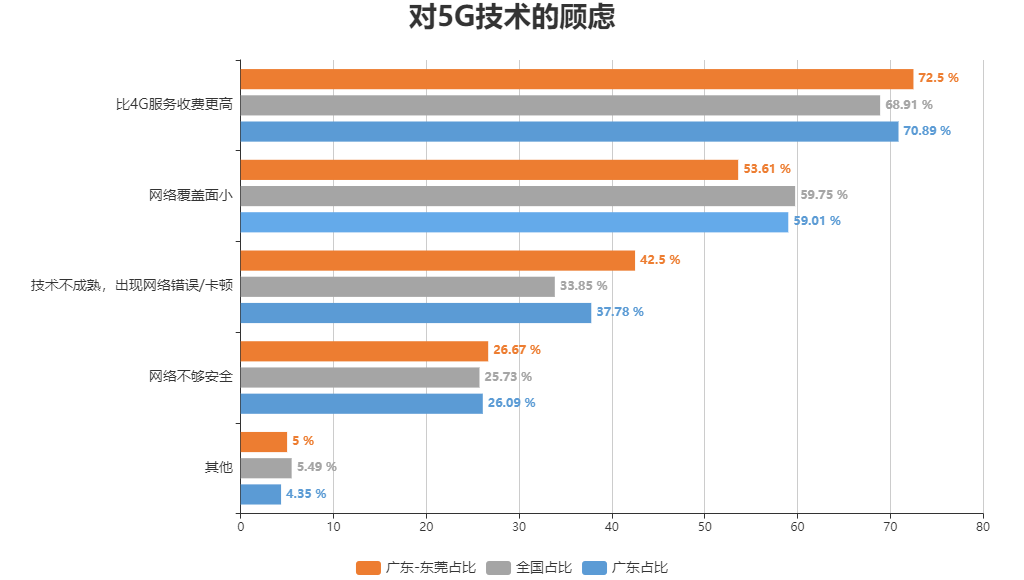 对5G技术的顾虑
比4G服务收费更高
72.5 %
68.91 %
70.89 %
网络覆盖面小
53.61 %
59.75 %
59.01 %
技术不成熟，出现网络错误/卡顿
42.5 %
33.85 %
37.78 %
网络不够安全
26.67 %
25.73 %
26.09 %
其他
5 %
5.49 %
4.35 %
0 10 20 30 40 50 60 70 80
广东-东莞占比 全国占比 广东占比